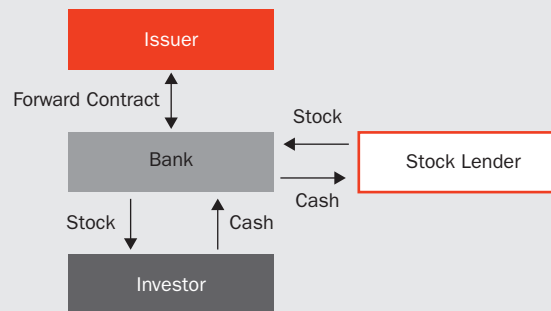 Issuer
Forward Contract
Stock
Bank
Stock Lender
Cash
Stock
Cash
Investor